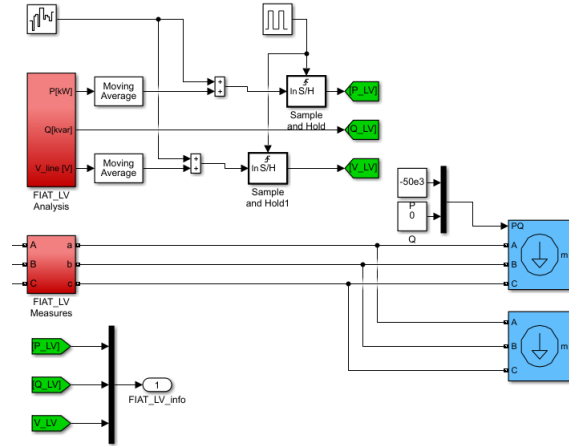 P[kW]
Moving
Average
+
+
In S/H
[P_LV]
Sample
and Hold
Q[kvar]
[Q_LV]
V_line [V]
Moving
Average
+
+
In S/H
[V_LV]
FIAT_LV
Analysis
Sample
and Hold1
-50e3
P
0
Q
PQ
A
B
C
m
A
B
C
a
b
c
FIAT_LV
Measures
A
B
C
m
[P_LV]
[Q_LV]
V_LV
1
FIAT_LV_info